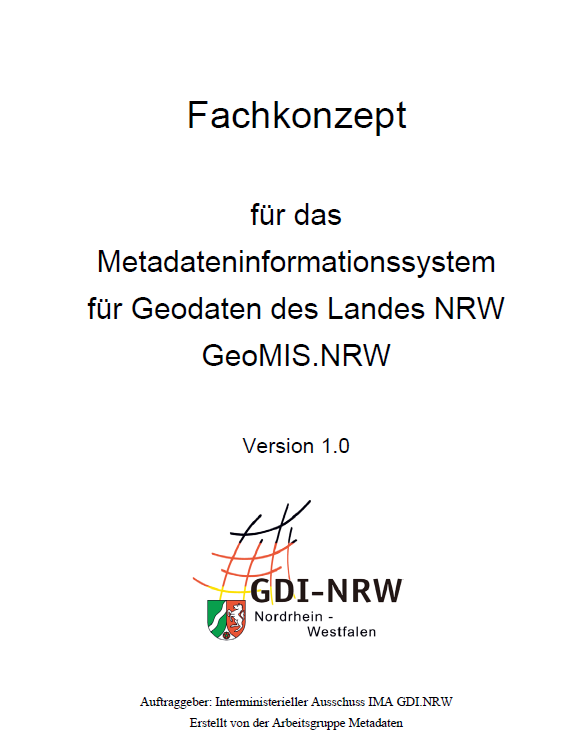 Fachkonzept
für das
Metadateninformationssystem
für Geodaten des Landes NRW
GeoMIS.NRW
Version 1.0
GDI-NRW
Nordrhein -
Westfalen
Auftraggeber: Interministerieller Ausschuss IMA GDI.NRW
Erstellt von der Arbeitsgruppe Metadaten